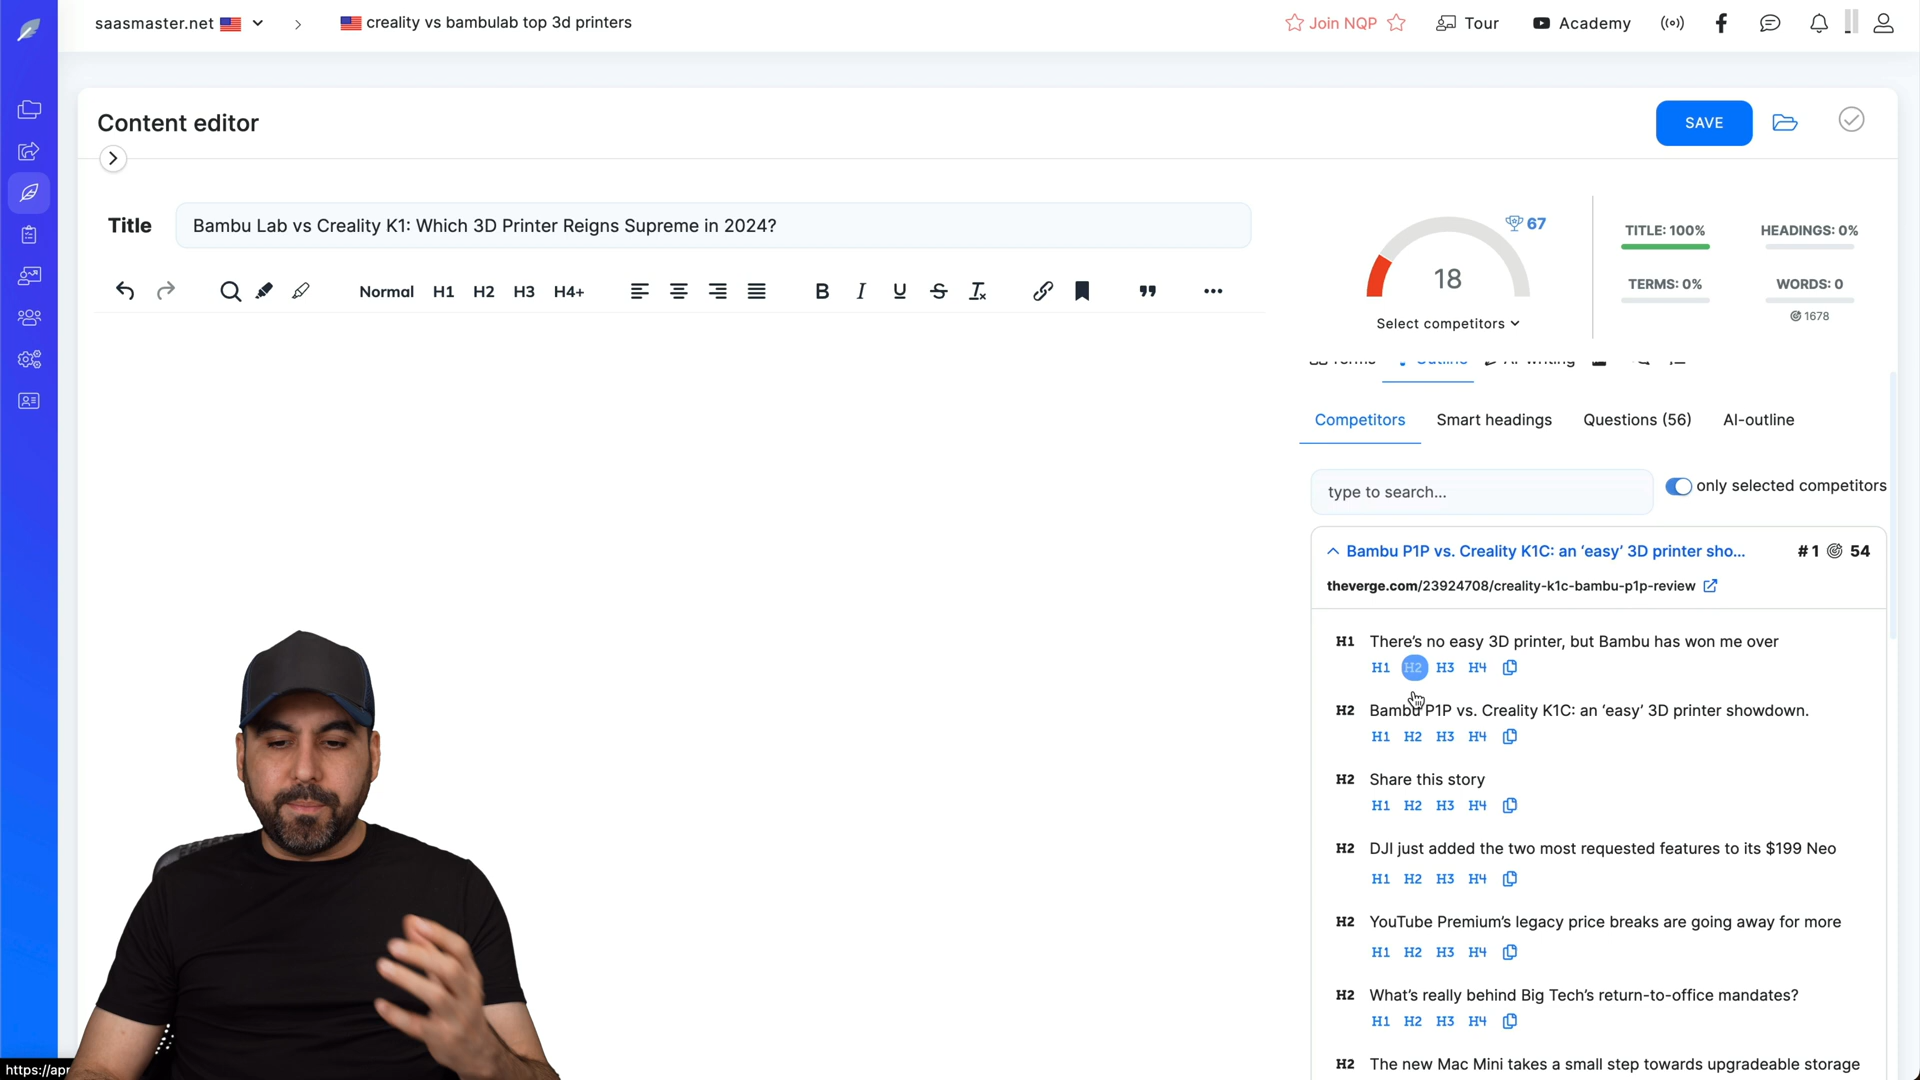 saasmaster.net
creality vs bambulab top 3d printers
Join NQP
Tour
Academy
Content editor
SAVE
Title
Bambu Lab vs Creality K1: Which 3D Printer Reigns Supreme in 2024?
67
18
Select competitors
TITLE: 100%
HEADINGS: 0%
TERMS: 0%
WORDS: 0
1678
Normal H1 H2 H3 H4+
B I U S
Terms Outline AI writing
Competitors Smart headings Questions (56) AI-outline
type to search...
only selected competitors
Bambu P1P vs. Creality K1C: an ‘easy’ 3D printer sho... #1 54
theverge.com/23924708/creality-k1c-bambu-p1p-review
H1 There’s no easy 3D printer, but Bambu has won me over
H1 H2 H3 H4
H2 Bambu P1P vs. Creality K1C: an ‘easy’ 3D printer showdown.
H1 H2 H3 H4
H2 Share this story
H1 H2 H3 H4
H2 DJI just added the two most requested features to its $199 Neo
H1 H2 H3 H4
H2 YouTube Premium’s legacy price breaks are going away for more
H1 H2 H3 H4
H2 What’s really behind Big Tech’s return-to-office mandates?
H1 H2 H3 H4
H2 The new Mac Mini takes a small step towards upgradeable storage
https://ap